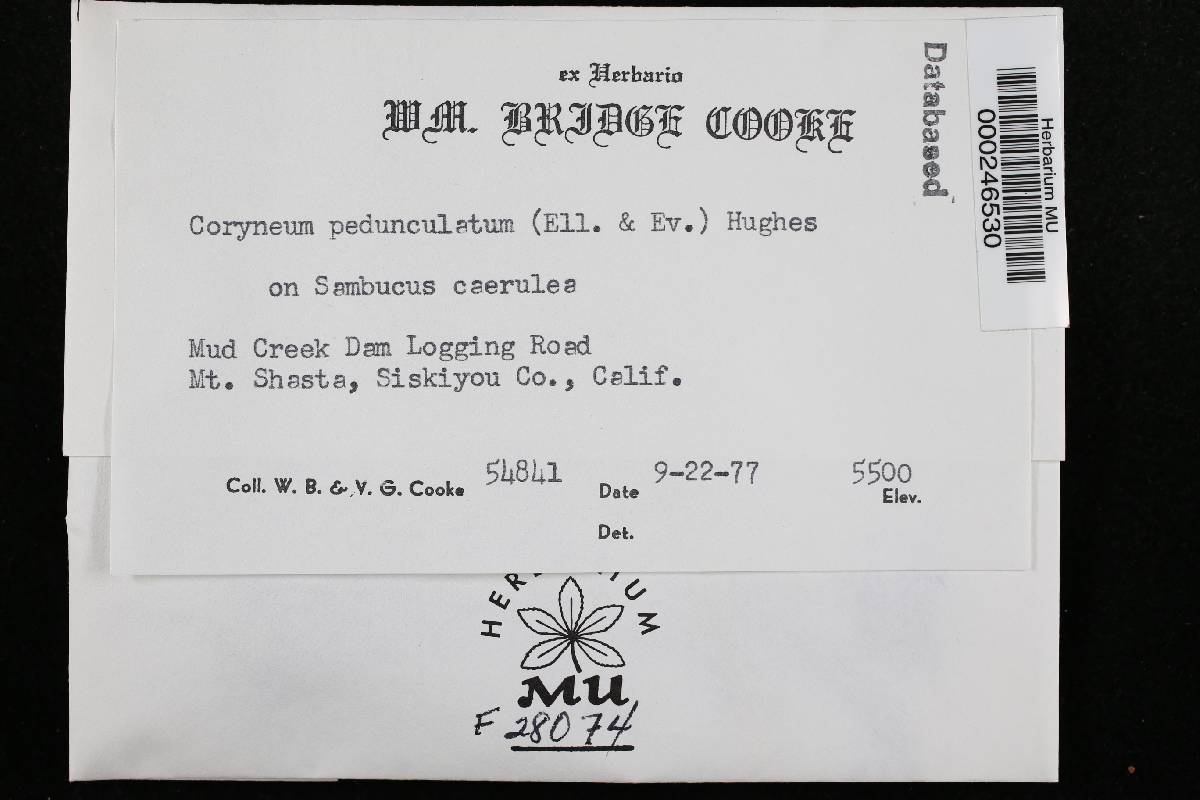 ex Herbario
WM. BRIDGE COOKE
Coryneum pedunculatum (Ell. & Ev.) Hughes
on Sambucus caerulea
Mud Creek Dam Logging Road
Mt. Shasta, Siskiyou Co., Calif.
Coll. W. B. & V. G. Cooke 54841 Date 9-22-77 5500 Elev.
Det.
Databased
Herbarium MU
000246530
HERBARIUM
MU
F 28074